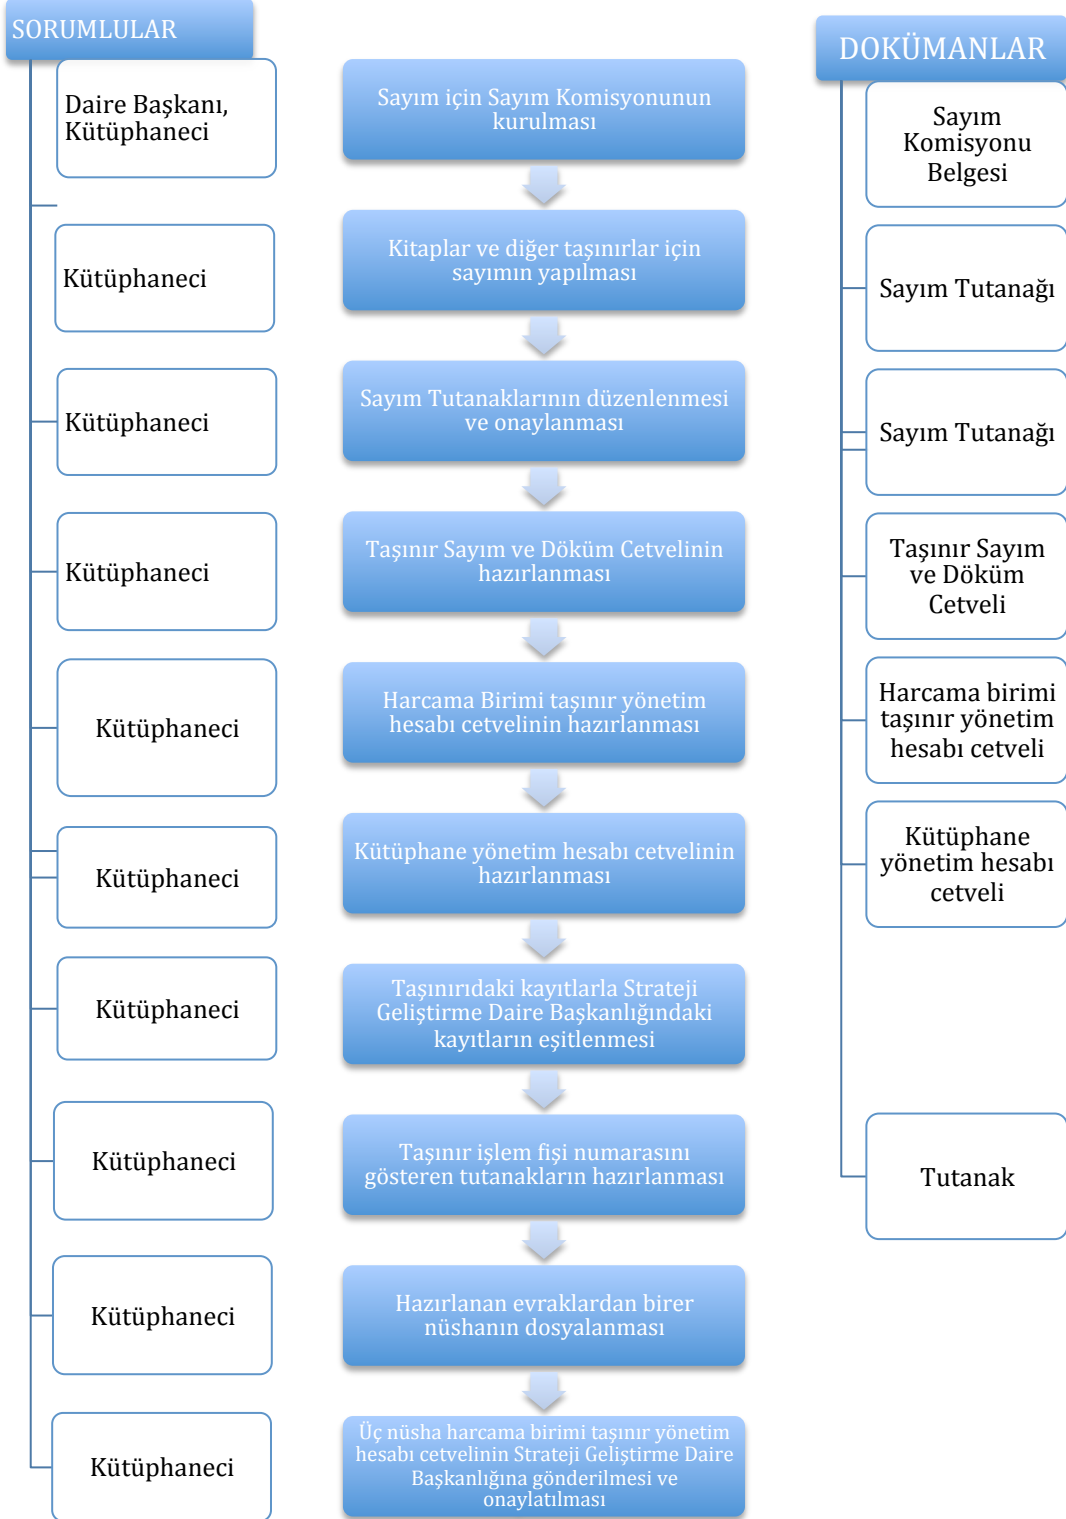 SORUMLULAR
Daire Başkanı,
Kütüphaneci
Kütüphaneci
Kütüphaneci
Kütüphaneci
Kütüphaneci
Kütüphaneci
Kütüphaneci
Kütüphaneci
Kütüphaneci
Kütüphaneci
Sayım için Sayım Komisyonunun
kurulması
Kitaplar ve diğer taşınırlar için
sayımın yapılması
Sayım Tutanaklarının düzenlenmesi
ve onaylanması
Taşınır Sayım ve Döküm Cetvelinin
hazırlanması
Harcama Birimi taşınır yönetim
hesabı cetvelinin hazırlanması
Kütüphane yönetim hesabı cetvelinin
hazırlanması
Taşınırıdaki kayıtlarla Strateji
Geliştirme Daire Başkanlığındaki
kayıtların eşitlenmesi
Taşınır işlem fişi numarasını
gösteren tutanakların hazırlanması
Hazırlanan evraklardan birer
nüshanın dosyalanması
Üç nüsha harcama birimi taşınır yönetim
hesabı cetvelinin Strateji Geliştirme Daire
Başkanlığına gönderilmesi ve
onaylatılması
DOKÜMANLAR
Sayım
Komisyonu
Belgesi
Sayım Tutanağı
Sayım Tutanağı
Taşınır Sayım
ve Döküm
Cetveli
Harcama birimi
taşınır yönetim
hesabı cetveli
Kütüphane
yönetim hesabı
cetveli
Tutanak